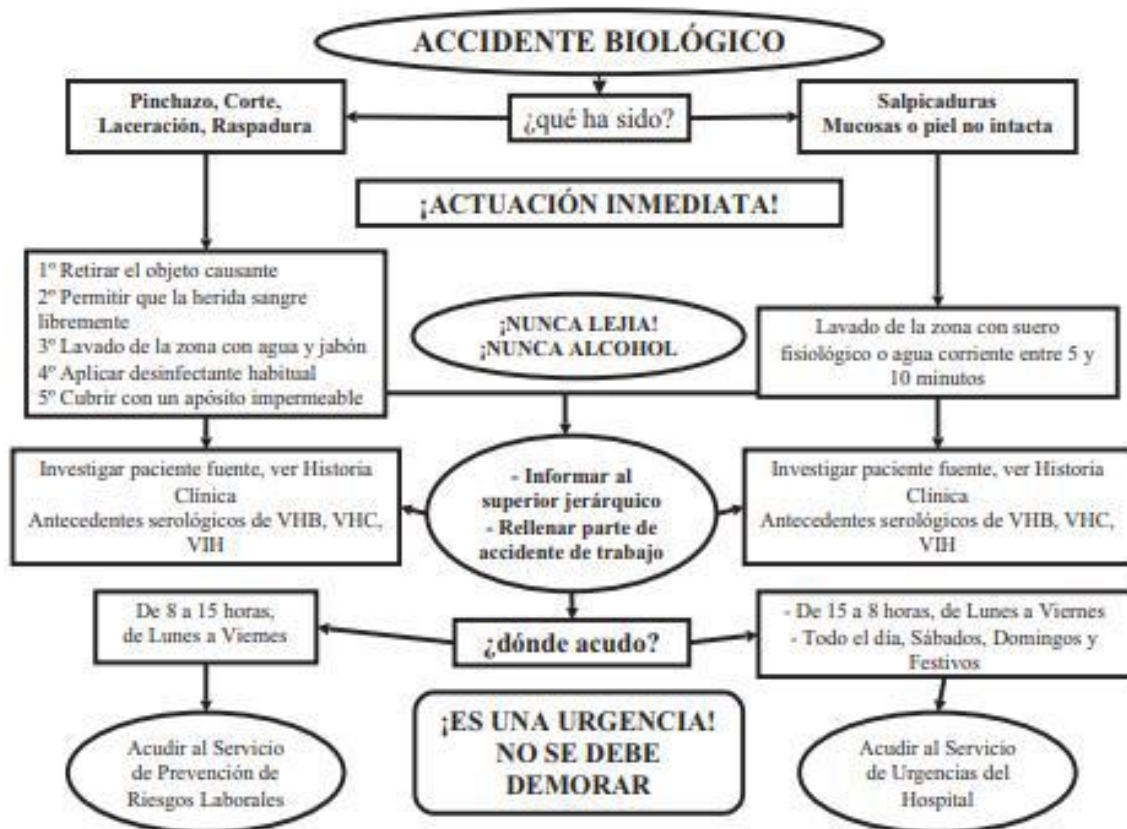 ACCIDENTE BIOLÓGICO
Pinchazo, Corte,
Laceración, Raspadura
¿qué ha sido?
Salpicaduras
Mucosas o piel no intacta
¡ACTUACIÓN INMEDIATA!
1º Retirar el objeto causante
2º Permitir que la herida sangre
libremente
3º Lavado de la zona con agua y jabón
4º Aplicar desinfectante habitual
5º Cubrir con un apósito impermeable
¡NUNCA LEJIA!
¡NUNCA ALCOHOL
Lavado de la zona con suero
fisiológico o agua corriente entre 5 y
10 minutos
Investigar paciente fuente, ver Historia
Clínica
Antecedentes serológicos de VHB, VHC,
VIH
- Informar al
superior jerárquico
- Rellenar parte de
accidente de trabajo
Investigar paciente fuente, ver Historia
Clínica
Antecedentes serológicos de VHB, VHC,
VIH
De 8 a 15 horas,
de Lunes a Viernes
¿dónde acudo?
- De 15 a 8 horas, de Lunes a Viernes
- Todo el día, Sábados, Domingos y
Festivos
Acudir al Servicio
de Prevención de
Riesgos Laborales
¡ES UNA URGENCIA!
NO SE DEBE
DEMORAR
Acudir al Servicio
de Urgencias del
Hospital